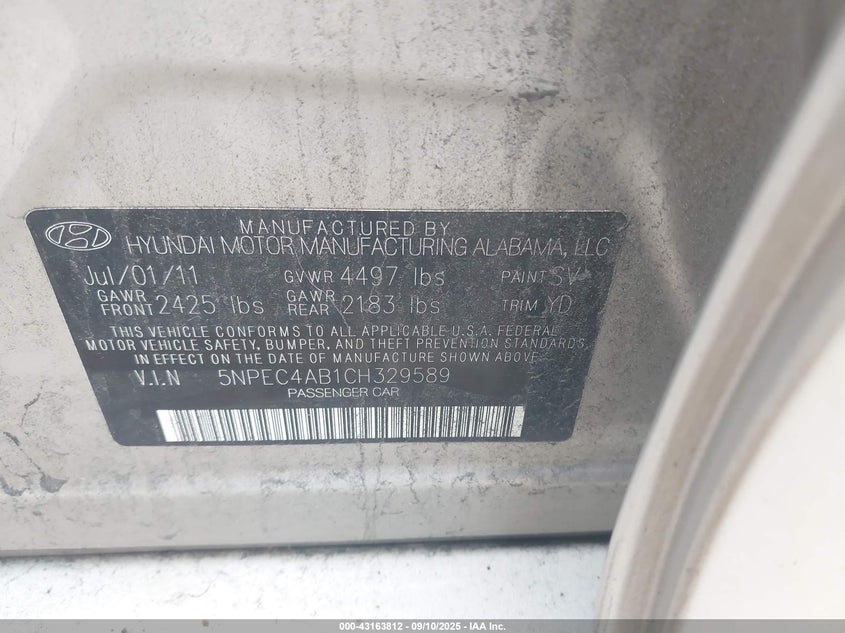 MANUFACTURED BY
HYUNDAI MOTOR MANUFACTURING ALABAMA, LLC
Jul/01/11 GVWR 4497 lbs PAINT SV
GAWR FRONT 2425 lbs GAWR REAR 2183 lbs TRIM YD
THIS VEHICLE CONFORMS TO ALL APPLICABLE U.S.A. FEDERAL
MOTOR VEHICLE SAFETY, BUMPER, AND THEFT PREVENTION STANDARDS
IN EFFECT ON THE DATE OF MANUFACTURE SHOWN ABOVE.
V.I.N 5NPEC4AB1CH329589
PASSENGER CAR
000-43163812 - 09/10/2025 - IAA Inc.